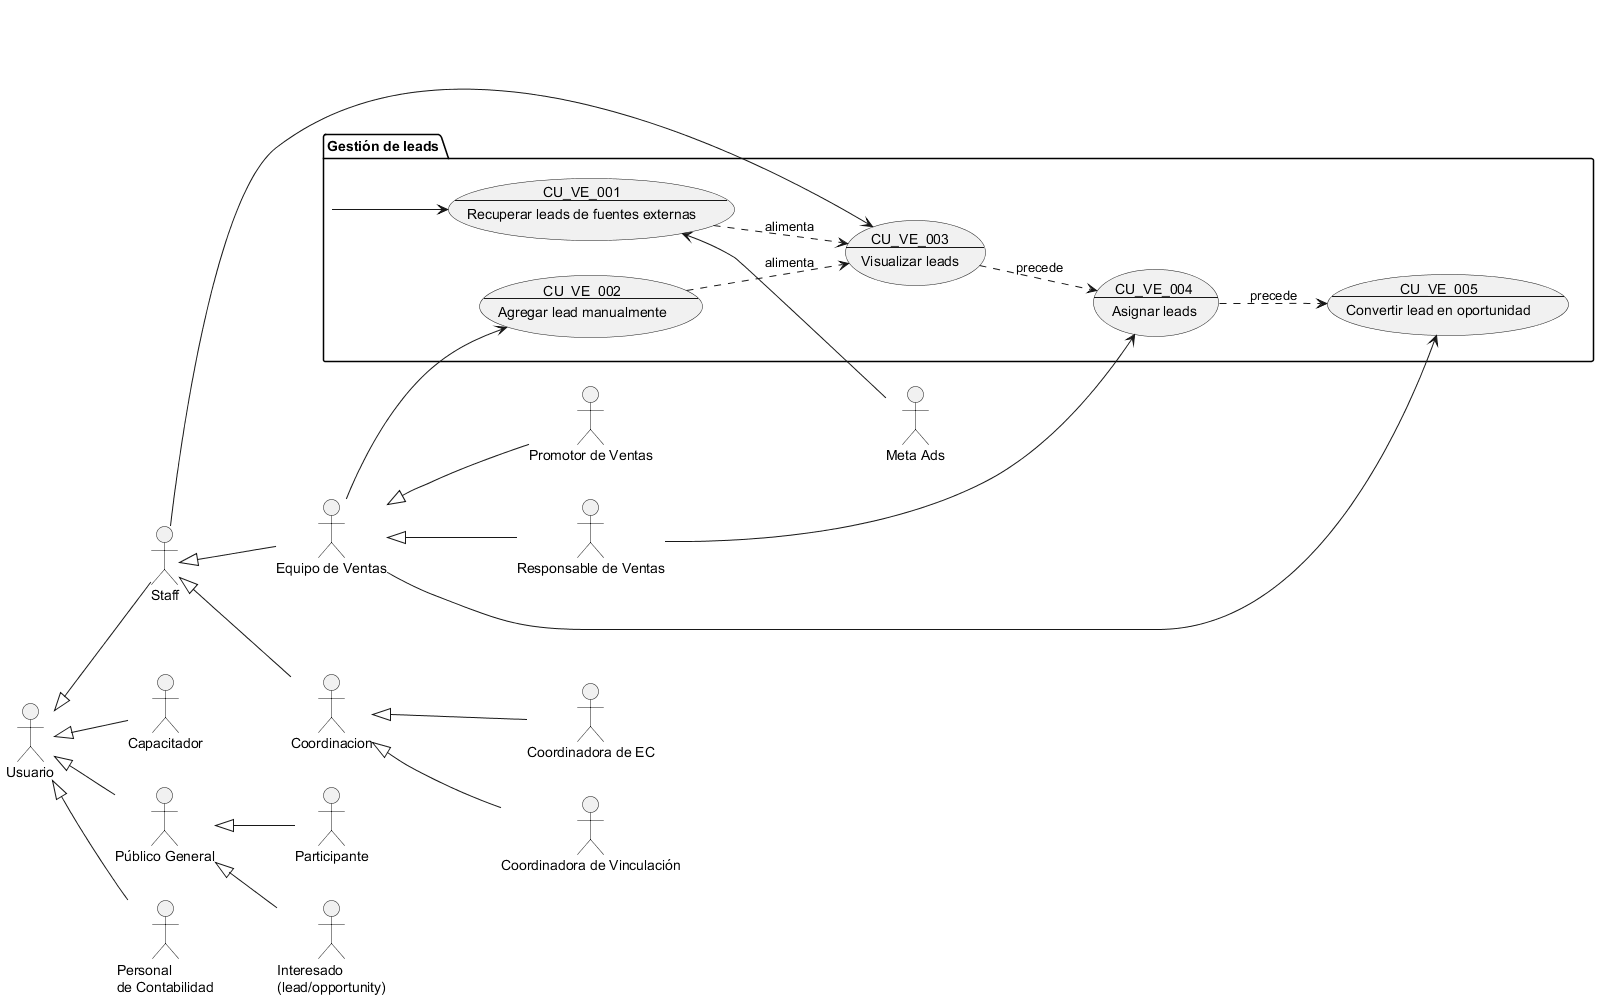 Gestión de leads
CU_VE_001
Recuperar leads de fuentes externas
alimenta
CU_VE_003
Visualizar leads
alimenta
precede
CU_VE_002
Agregar lead manualmente
CU_VE_004
Asignar leads
precede
CU_VE_005
Convertir lead en oportunidad
Promotor de Ventas
Meta Ads
Equipo de Ventas
Responsable de Ventas
Staff
Capacitador
Coordinacion
Coordinadora de EC
Usuario
Público General
Participante
Coordinadora de Vinculación
Personal
de Contabilidad
Interesado
(lead/opportunity)